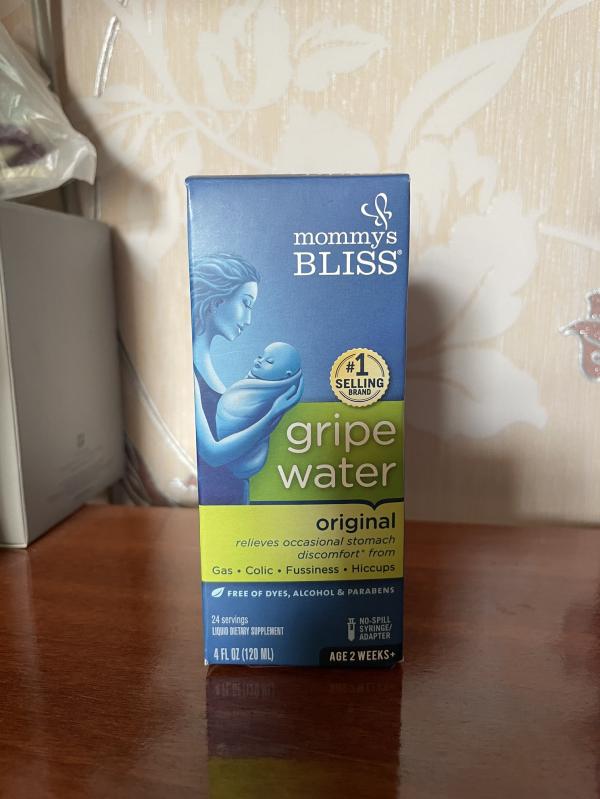 mommy's
BLISS®
#1
SELLING
BRAND
gripe
water
original
relieves occasional stomach
discomfort* from
Gas • Colic • Fussiness • Hiccups
FREE OF DYES, ALCOHOL & PARABENS
24 servings
LIQUID DIETARY SUPPLEMENT
4 FL OZ (120 ML)
NO-SPILL
SYRINGE/
ADAPTER
AGE 2 WEEKS+